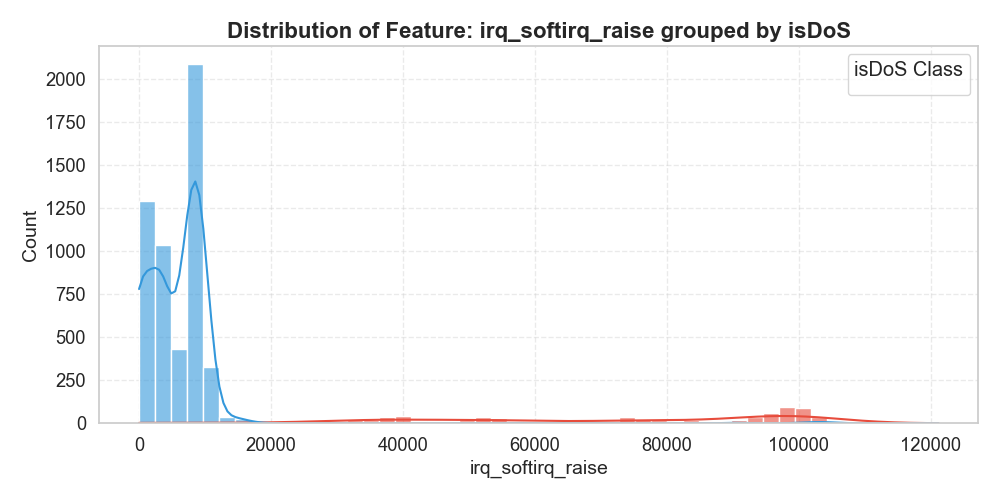 Distribution of Feature: irq_softirq_raise grouped by isDoS
isDoS Class
2000
1750
1500
1250
1000
750
500
250
0
Count
0 20000 40000 60000 80000 100000 120000
irq_softirq_raise